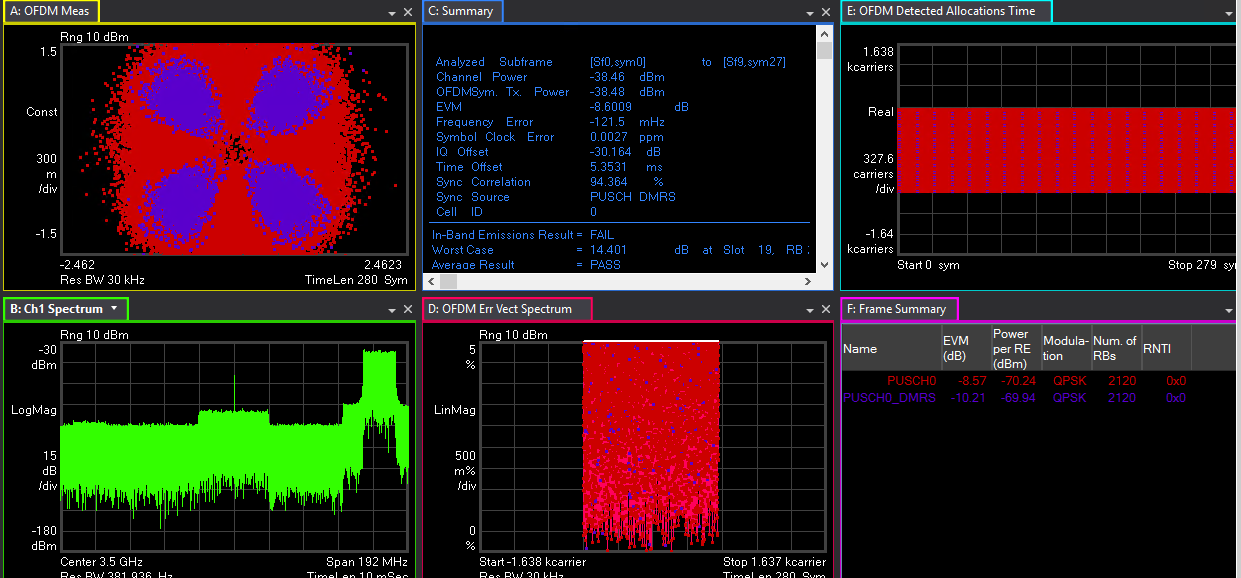 A: OFDM Meas
Rng 10 dBm
1.5
Const
300
m
/div
-1.5
-2.462
2.4623
Res BW 30 kHz
TimeLen 280 Sym
C: Summary
Analyzed Subframe [Sf0,sym0] to [Sf9,sym27]
Channel Power -38.46 dBm
OFDMSym. Tx. Power -38.48 dBm
EVM -8.6009 dB
Frequency Error -121.5 mHz
Symbol Clock Error 0.0027 ppm
IQ Offset -30.164 dB
Time Offset 5.3531 ms
Sync Correlation 94.364 %
Sync Source PUSCH DMRS
Cell ID 0
In-Band Emissions Result = FAIL
Worst Case = 14.401 dB at Slot 19, RB
Average Result = PASS
E: OFDM Detected Allocations Time
1.638
kcarriers
Real
327.6
carriers
/div
-1.64
kcarriers
Start 0 sym
Stop 279 sy
B: Ch1 Spectrum
Rng 10 dBm
-30
dBm
LogMag
15
dB
/div
-180
dBm
Center 3.5 GHz
Span 192 MHz
Res BW 381.936 Hz
TimeLen 10 mSec
D: OFDM Err Vect Spectrum
Rng 10 dBm
5
%
LinMag
500
m%
/div
0
%
Start -1.638 kcarrier
Stop 1.637 kcarrier
Res BW 30 kHz
TimeLen 280 Sym
F: Frame Summary
Name EVM (dB) Power per RE (dBm) Modula-tion Num. of RBs RNTI
PUSCH0 -8.57 -70.24 QPSK 2120 0x0
PUSCH0_DMRS -10.21 -69.94 QPSK 2120 0x0